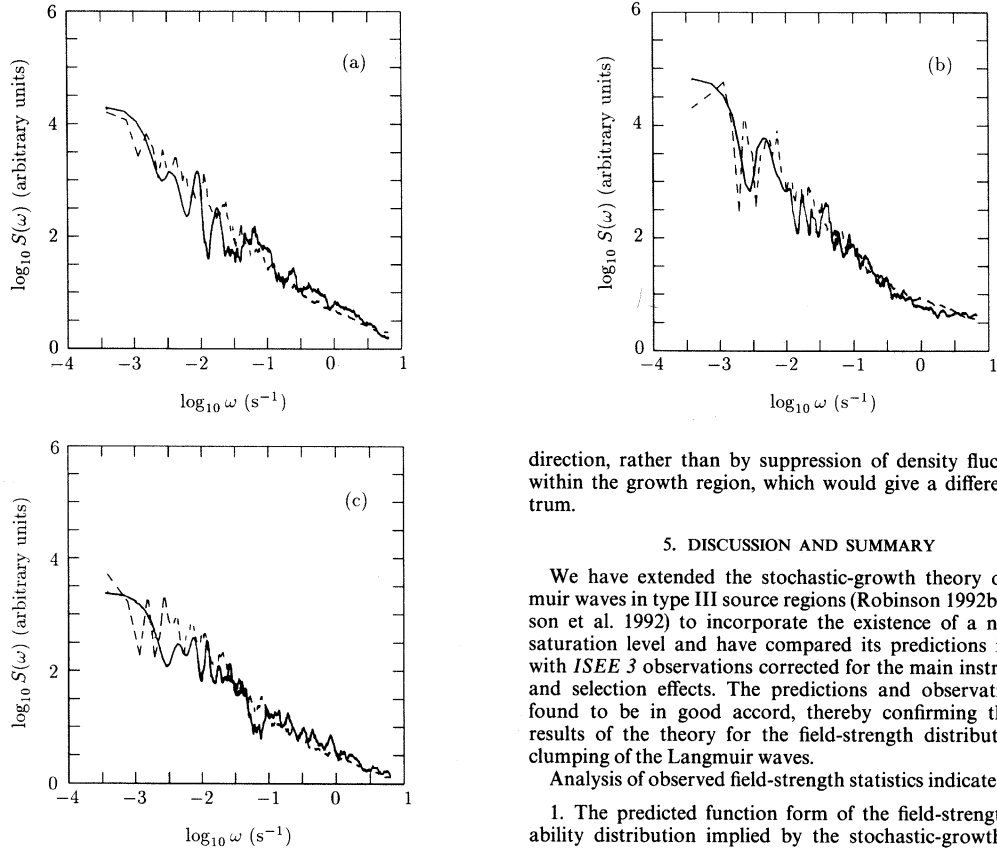 6
4
2
0
−4
−3
−2
−1
0
1
log₁₀ S(ω) (arbitrary units)
log₁₀ ω (s⁻¹)
(a)
6
4
2
0
−4
−3
−2
−1
0
1
log₁₀ S(ω) (arbitrary units)
log₁₀ ω (s⁻¹)
(b)
6
4
2
0
−4
−3
−2
−1
0
1
log₁₀ S(ω) (arbitrary units)
log₁₀ ω (s⁻¹)
(c)
direction, rather than by suppression of density fluc
within the growth region, which would give a differe
trum.
5. DISCUSSION AND SUMMARY
We have extended the stochastic-growth theory
muir waves in type III source regions (Robinson 1992b
son et al. 1992) to incorporate the existence of a n
saturation level and have compared its predictions
with ISEE 3 observations corrected for the main instr
and selection effects. The predictions and observati
found to be in good accord, thereby confirming th
results of the theory for the field-strength distribut
clumping of the Langmuir waves.
Analysis of observed field-strength statistics indicate
1. The predicted function form of the field-strengt
ability distribution implied by the stochastic-growth